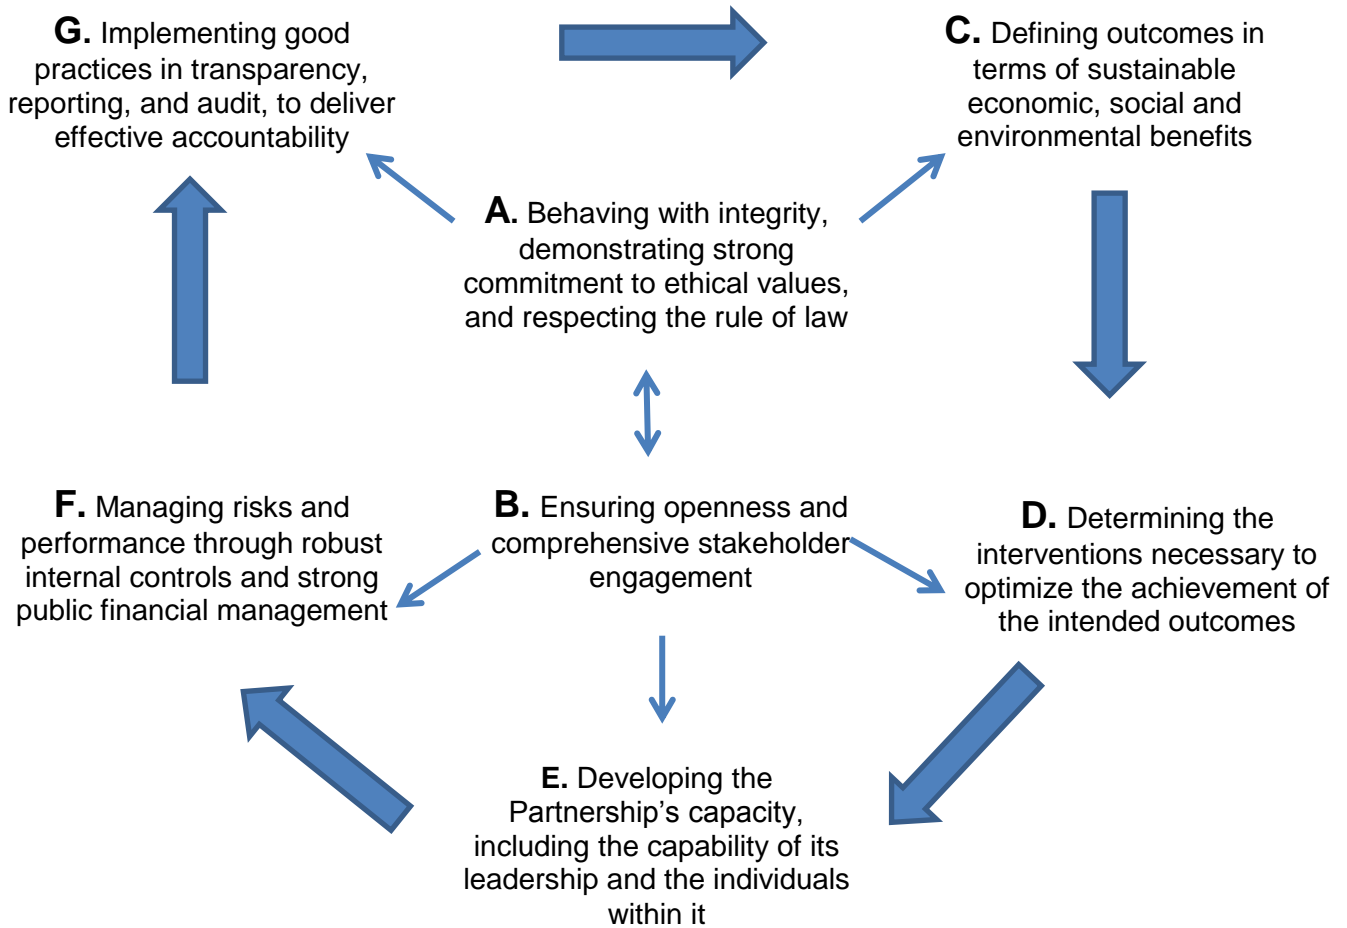 G. Implementing good
practices in transparency,
reporting, and audit, to deliver
effective accountability
C. Defining outcomes in
terms of sustainable
economic, social and
environmental benefits
A. Behaving with integrity,
demonstrating strong
commitment to ethical values,
and respecting the rule of law
F. Managing risks and
performance through robust
internal controls and strong
public financial management
B. Ensuring openness and
comprehensive stakeholder
engagement
D. Determining the
interventions necessary to
optimize the achievement of
the intended outcomes
E. Developing the
Partnership’s capacity,
including the capability of its
leadership and the individuals
within it